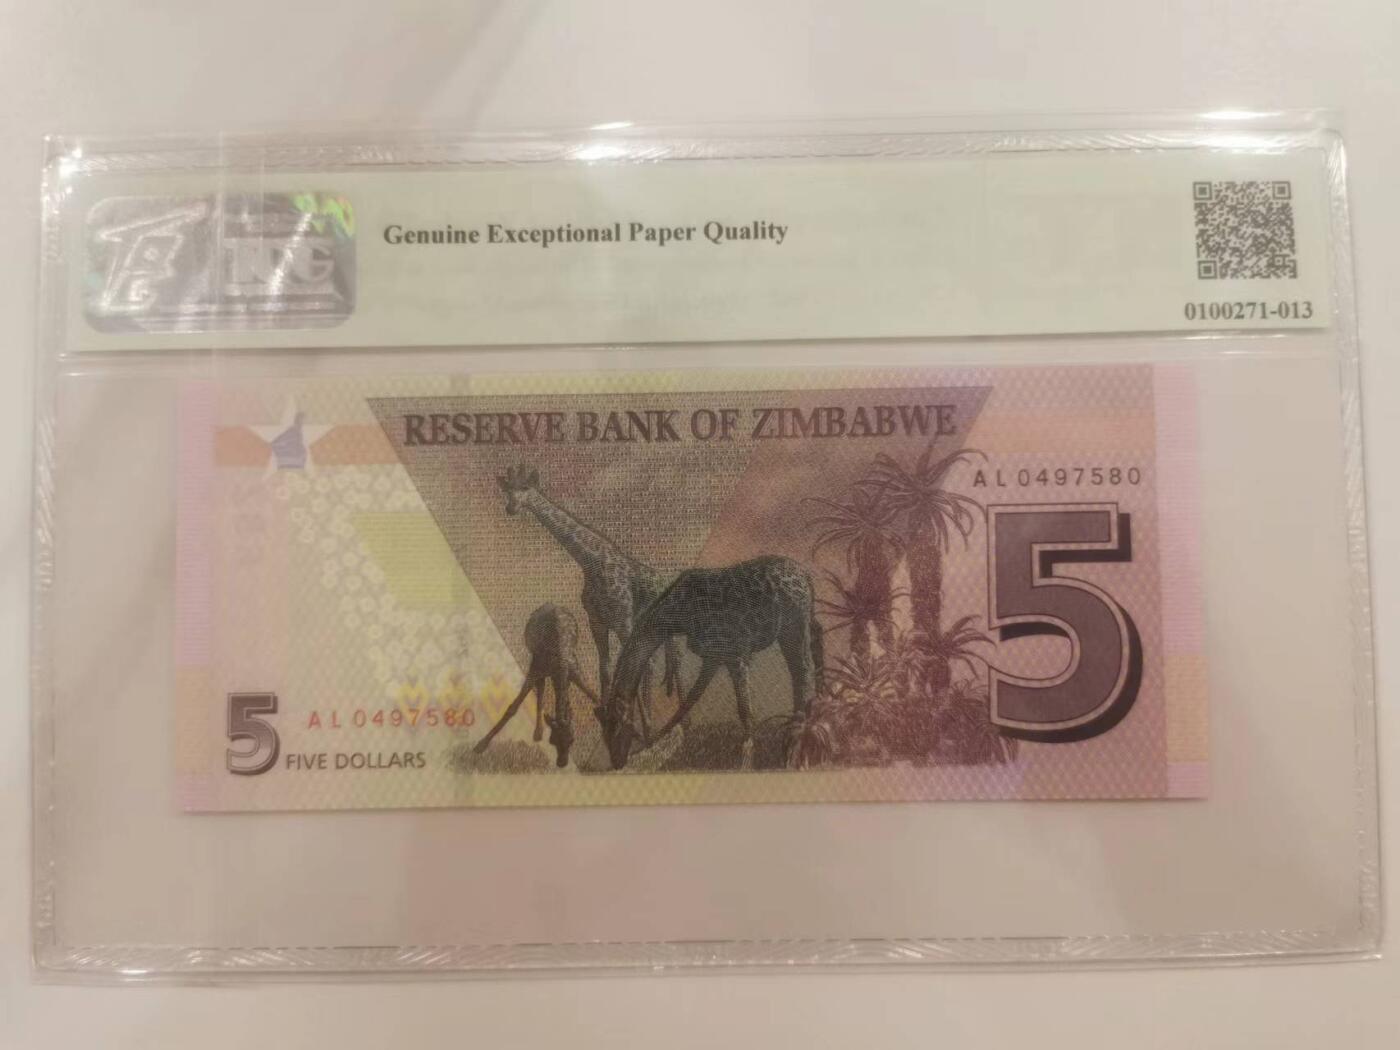 Genuine Exceptional Paper Quality
0100271-013
RESERVE BANK OF ZIMBABWE
AL0497580
5
5
AL0497580
FIVE DOLLARS